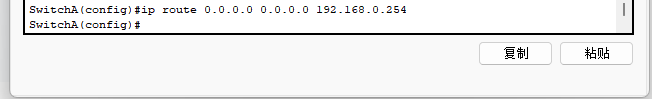 SwitchA(config)#ip route 0.0.0.0 0.0.0.0 192.168.0.254
SwitchA(config)#
复制 粘贴